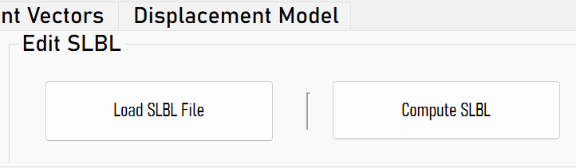 nt Vectors Displacement Model
Edit SLBL
Load SLBL File Compute SLBL